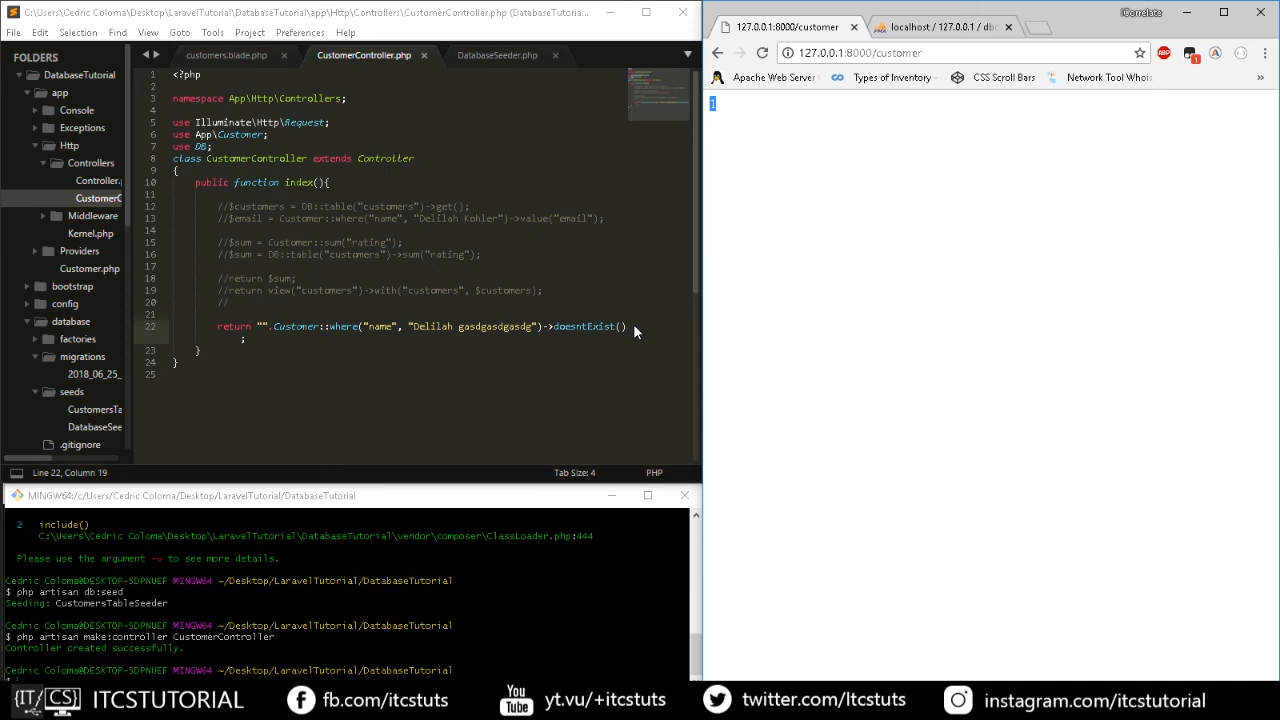 C:\Users\Cedric Coloma\Desktop\LaravelTutorial\DatabaseTutorial\app\Http\Controllers\CustomerController.php (DatabaseTutoria...
File Edit Selection Find View Goto Tools Project Preferences Help
FOLDERS
DatabaseTutorial
app
Console
Exceptions
Http
Controllers
Controller.
CustomerC
Middleware
Kernel.php
Providers
Customer.php
bootstrap
config
database
factories
migrations
2018_06_25_
seeds
CustomersTa
DatabaseSee
.gitignore
customers.blade.php CustomerController.php DatabaseSeeder.php
1 <?php
2
3 namespace App\Http\Controllers;
4
5 use Illuminate\Http\Request;
6 use App\Customer;
7 use DB;
8 class CustomerController extends Controller
9 {
10 public function index(){
11
12 //$customers = DB::table("customers")->get();
13 //$email = Customer::where("name", "Delilah Kohler")->value("email");
14
15 //$sum = Customer::sum("rating");
16 //$sum = DB::table("customers")->sum("rating");
17
18 //return $sum;
19 //return view("customers")->with("customers", $customers);
20 //
21
22 return "".Customer::where("name", "Delilah gasdgasdgasdg")->doesntExist()
;
23 }
24 }
25
Line 22, Column 19 Tab Size: 4 PHP
MINGW64:/c/Users/Cedric Coloma/Desktop/LaravelTutorial/DatabaseTutorial
2 include()
C:\Users\Cedric Coloma\Desktop\LaravelTutorial\DatabaseTutorial\vendor\composer\ClassLoader.php:444
Please use the argument -v to see more details.
Cedric Coloma@DESKTOP-5DPNUEF MINGW64 ~/Desktop/LaravelTutorial/DatabaseTutorial
$ php artisan db:seed
Seeding: CustomersTableSeeder
Cedric Coloma@DESKTOP-5DPNUEF MINGW64 ~/Desktop/LaravelTutorial/DatabaseTutorial
$ php artisan make:controller CustomerController
Controller created successfully.
Cedric Coloma@DESKTOP-5DPNUEF MINGW64 ~/Desktop/LaravelTutorial/DatabaseTutorial
ICorrelate
127.0.0.1:8000/customer localhost / 127.0.0.1 / dbc
127.0.0.1:8000/customer
ABP 1
Apache Web Server Types of Query Custom Scroll Bars Network Tool Whols »
1
{IT/ CS} ITCSTUTORIAL fb.com/itcstuts You Tube yt.vu/+itcstuts twitter.com/Itcstuts instagram.com/itcstutorial